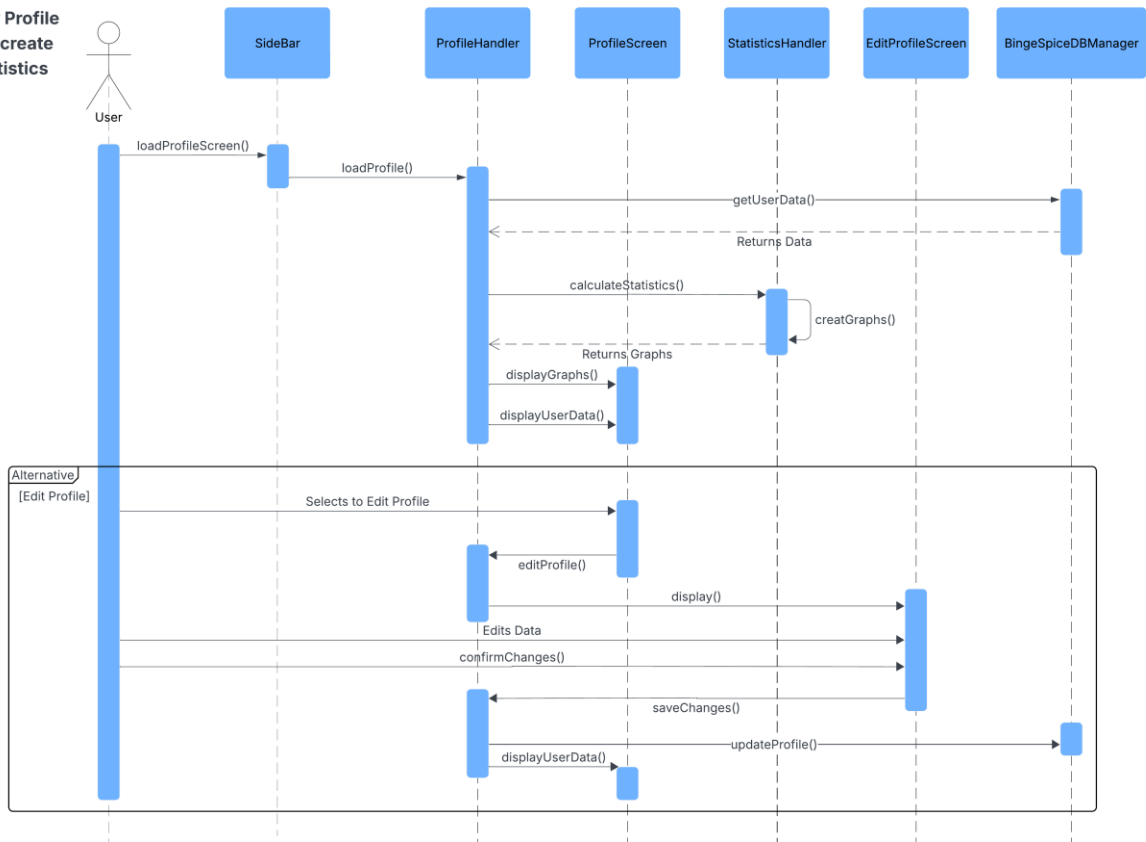 Profile
create
tistics
User
SideBar
ProfileHandler
ProfileScreen
StatisticsHandler
EditProfileScreen
BingeSpiceDBManager
loadProfileScreen()
loadProfile()
getUserData()
Returns Data
calculateStatistics()
creatGraphs()
Returns Graphs
displayGraphs()
displayUserData()
Alternative
[Edit Profile]
Selects to Edit Profile
editProfile()
display()
Edits Data
confirmChanges()
saveChanges()
updateProfile()
displayUserData()